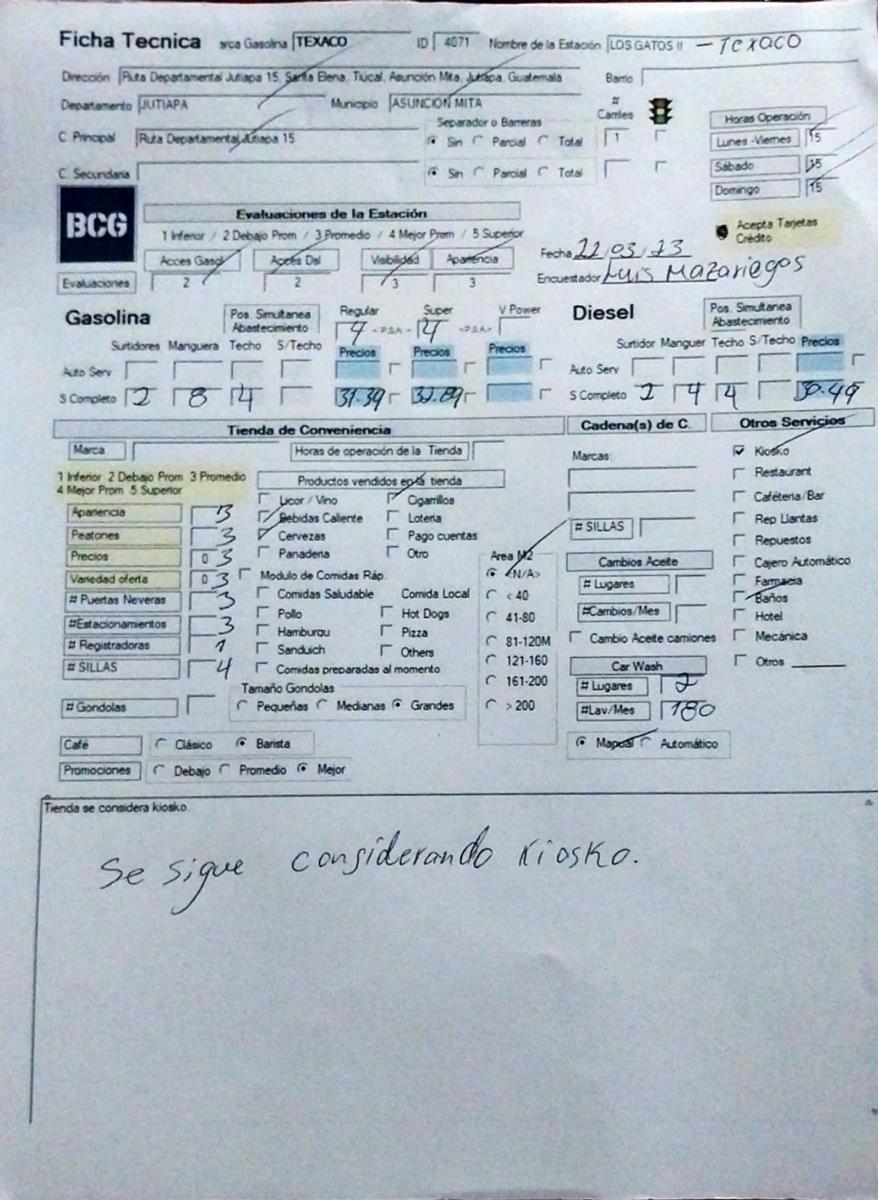 Ficha Tecnica arca Gasolina TEXACO ID 4071 Nombre de la Estación LOS GATOS II - TEXACO
Dirección Ruta Departamental Jutiapa 15, Santa Elena, Tiucal, Asunción Mita, Jutiapa, Guatemala Barrio
Departamento JUTIAPA Municipio ASUNCION MITA # Carriles
C. Principal Ruta Departamental Jutiapa 15 Separador o Barreras Sin Parcial Total 1
C. Secundaria Sin Parcial Total
Horas Operación
Lunes -Viernes 15
Sábado 15
Domingo 15
BCG
Evaluaciones de la Estación
1 Inferior / 2 Debajo Prom / 3 Promedio / 4 Mejor Prom / 5 Superior
Acces Gasol Acces Dsl Visibilidad Apariencia
Evaluaciones 2 2 3 3
Acepta Tarjetas
Crédito
Fecha 22/03/23
Encuestador Luis Mazariegos
Gasolina Pos. Simultanea Abastecimiento Regular 4 <PSA> Super 4 <PSA> V Power
Surtidores Manguera Techo S/Techo Precios Precios Precios
Auto Serv
S Completo 2 8 4 31.39 32.89
Diesel Pos. Simultanea Abastecimiento
Surtidor Manguer Techo S/Techo Precios
Auto Serv
S Completo 2 4 4 30.49
Tienda de Conveniencia
Marca Horas de operación de la Tienda
1 Inferior 2 Debajo Prom 3 Promedio
4 Mejor Prom 5 Superior
Apariencia 3
Peatones 3
Precios 0 3
Variedad oferta 0 3
# Puertas Neveras 3
#Estacionamientos 3
# Registradoras 1
# SILLAS 4
# Gondolas
Productos vendidos en la tienda
Licor / Vino Cigarrillos
Bebidas Caliente Loteria
Cervezas Pago cuentas
Panaderia Otro
Modulo de Comidas Ráp.
Comidas Saludable Comida Local
Pollo Hot Dogs
Hamburgu Pizza
Sanduich Others
Comidas preparadas al momento
Tamaño Gondolas
Pequeñas Medianas Grandes
Area M2
<N/A>
< 40
41-80
81-120M
121-160
161-200
> 200
Café Clásico Barista
Promociones Debajo Promedio Mejor
Cadena(s) de C.
Marcas:
# SILLAS
Cambios Aceite
# Lugares
#Cambios/Mes
Cambio Aceite camiones
Car Wash
# Lugares 2
#Lav/Mes 180
Manual Automático
Otros Servicios
Kiosko
Restaurant
Caféteria/Bar
Rep Llantas
Repuestos
Cajero Automático
Farmacia
Baños
Hotel
Mecánica
Otros
Tienda se considera kiosko.
Se sigue considerando Kiosko.